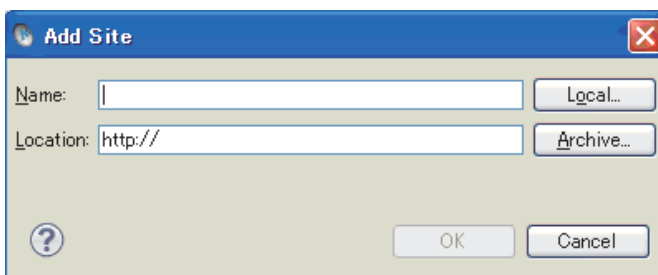 Add Site
Name: Local...
Location: http:// Archive...
? OK Cancel